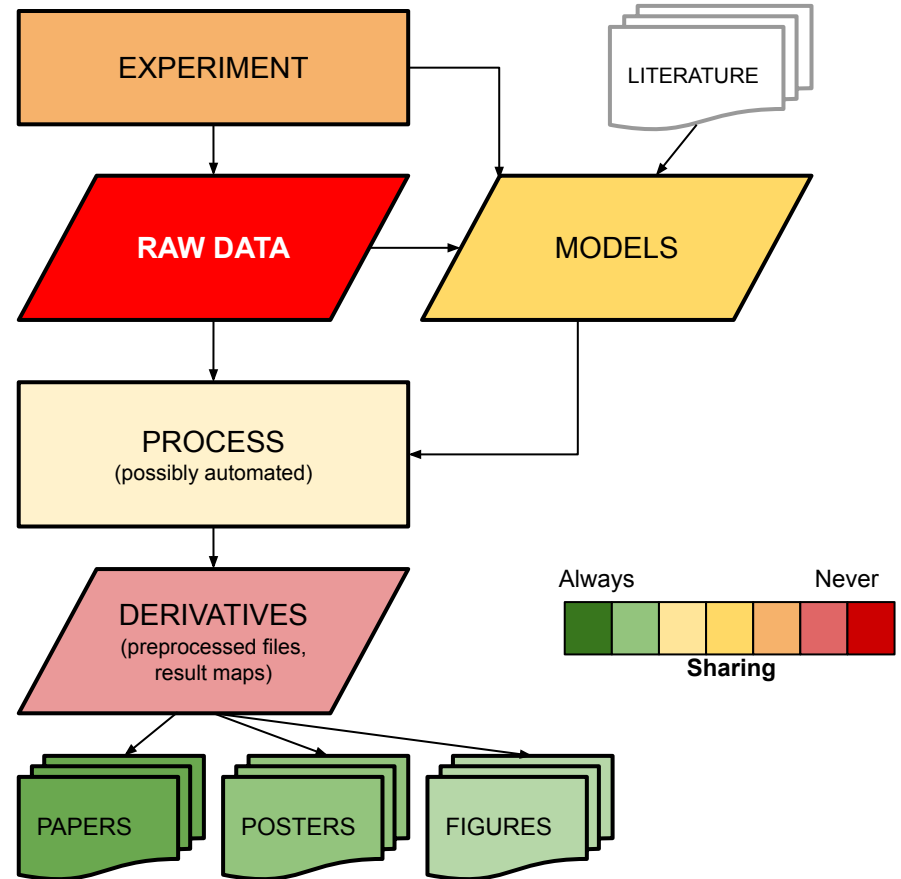 EXPERIMENT
LITERATURE
RAW DATA
MODELS
PROCESS
(possibly automated)
DERIVATIVES
(preprocessed files,
result maps)
Always
Never
Sharing
PAPERS
POSTERS
FIGURES